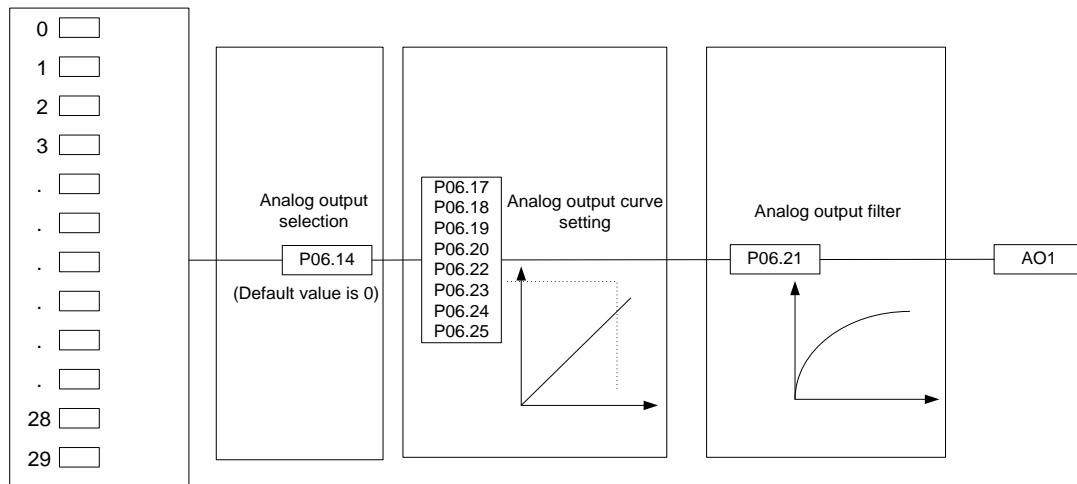 0
1
2
3
.
.
.
.
.
.
28
29
Analog output
selection
P06.14
(Default value is 0)
P06.17
P06.18
P06.19
P06.20
P06.22
P06.23
P06.24
P06.25
Analog output curve
setting
Analog output filter
P06.21
AO1